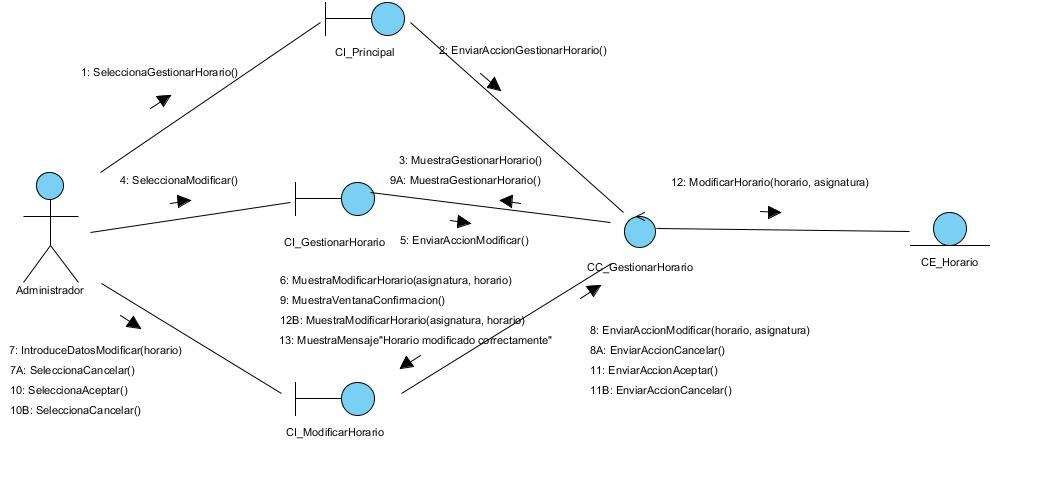 CI_Principal
2: EnviarAccionGestionarHorario()
1: SeleccionaGestionarHorario()
3: MuestraGestionarHorario()
4: SeleccionaModificar()
9A: MuestraGestionarHorario()
12: ModificarHorario(horario, asignatura)
CI_GestionarHorario
5: EnviarAccionModificar()
CC_GestionarHorario
CE_Horario
Administrador
6: MuestraModificarHorario(asignatura, horario)
9: MuestraVentanaConfirmacion()
12B: MuestraModificarHorario(asignatura, horario)
13: MuestraMensaje"Horario modificado correctamente"
8: EnviarAccionModificar(horario, asignatura)
8A: EnviarAccionCancelar()
11: EnviarAccionAceptar()
11B: EnviarAccionCancelar()
7: IntroduceDatosModificar(horario)
7A: SeleccionaCancelar()
10: SeleccionaAceptar()
10B: SeleccionaCancelar()
CI_ModificarHorario